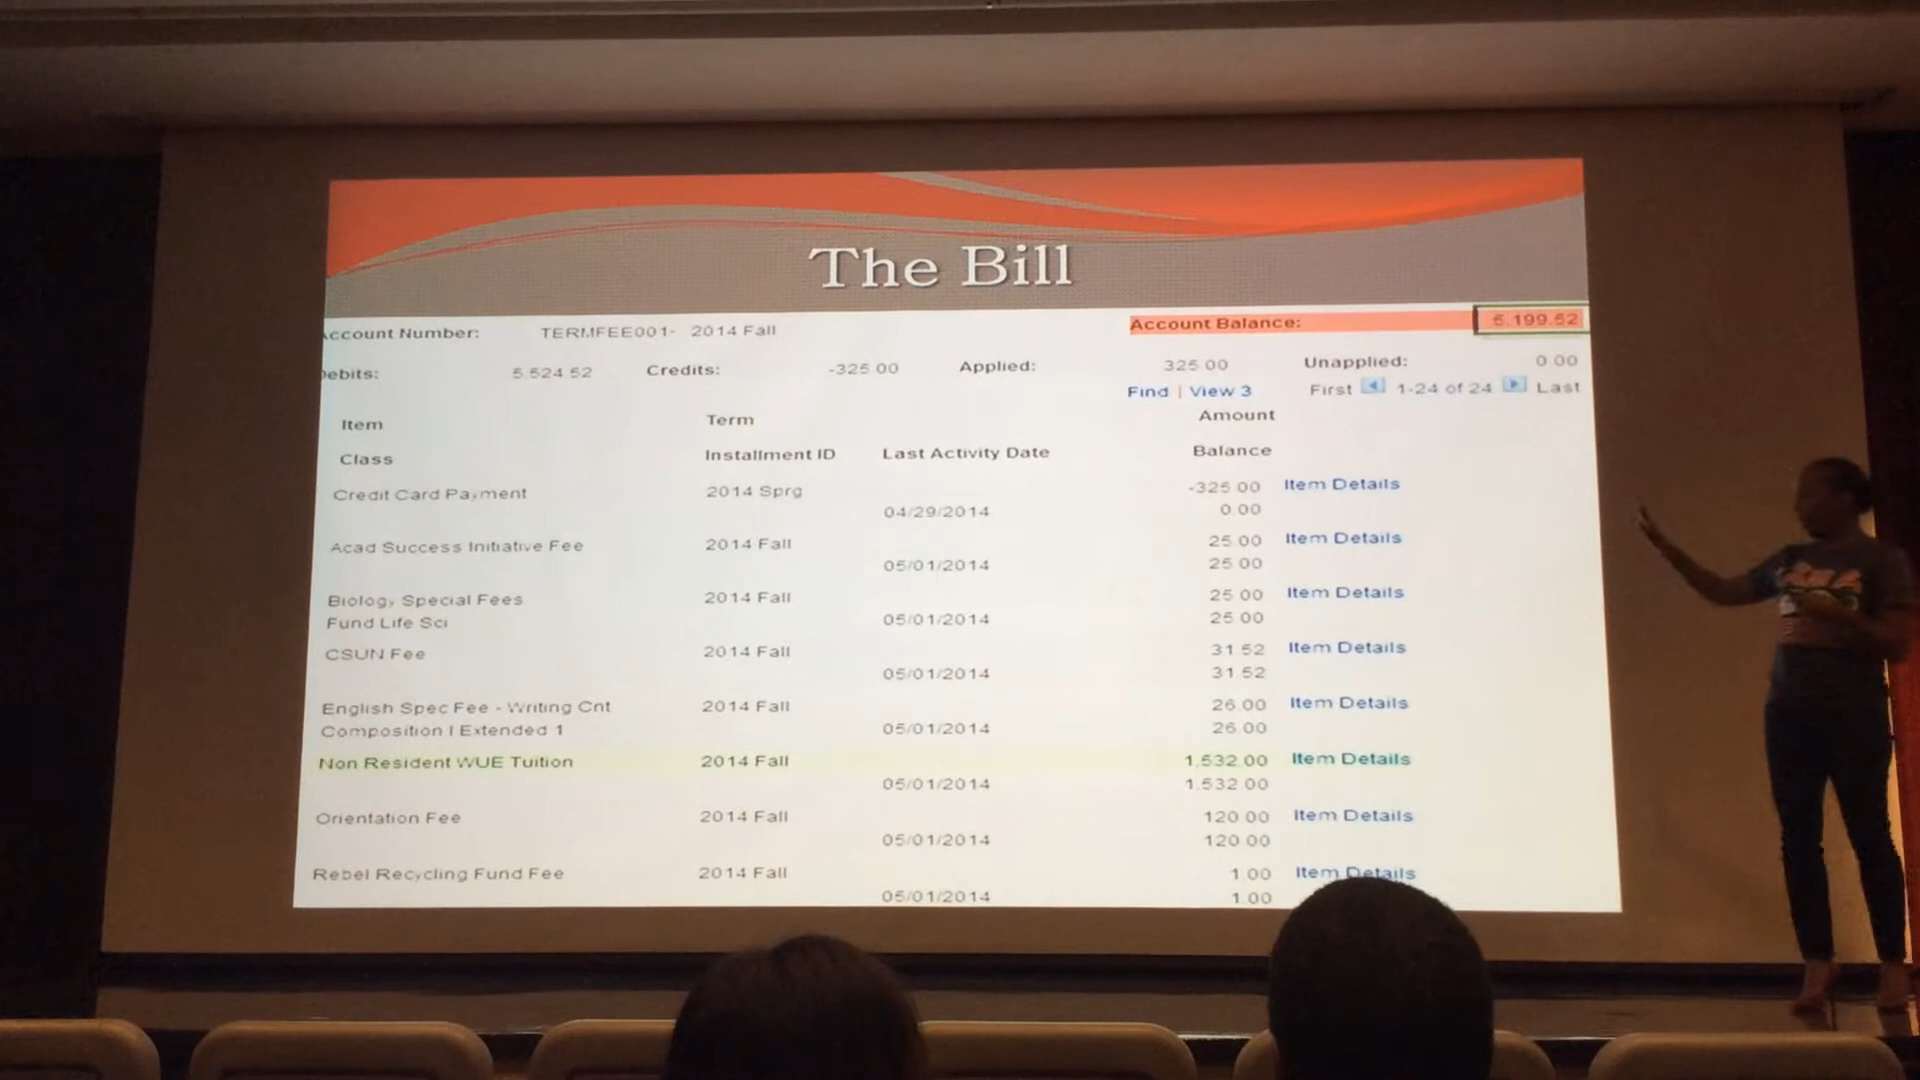 The Bill
Account Number: TERMFEE001- 2014 Fall Account Balance: 5,199.52
Debits: 5,524.52 Credits: -325.00 Applied: 325.00 Unapplied: 0.00
Find | View 3 First 1-24 of 24 Last
Item Term Amount
Class Installment ID Last Activity Date Balance
Credit Card Payment 2014 Sprg -325.00 Item Details
04/29/2014 0.00
Acad Success Initiative Fee 2014 Fall 25.00 Item Details
05/01/2014 25.00
Biology Special Fees 2014 Fall 25.00 Item Details
Fund Life Sci 05/01/2014 25.00
CSUN Fee 2014 Fall 31.52 Item Details
05/01/2014 31.52
English Spec Fee - Writing Cnt 2014 Fall 26.00 Item Details
Composition I Extended 1 05/01/2014 26.00
Non Resident WUE Tuition 2014 Fall 1,532.00 Item Details
05/01/2014 1,532.00
Orientation Fee 2014 Fall 120.00 Item Details
05/01/2014 120.00
Rebel Recycling Fund Fee 2014 Fall 1.00 Item Details
05/01/2014 1.00